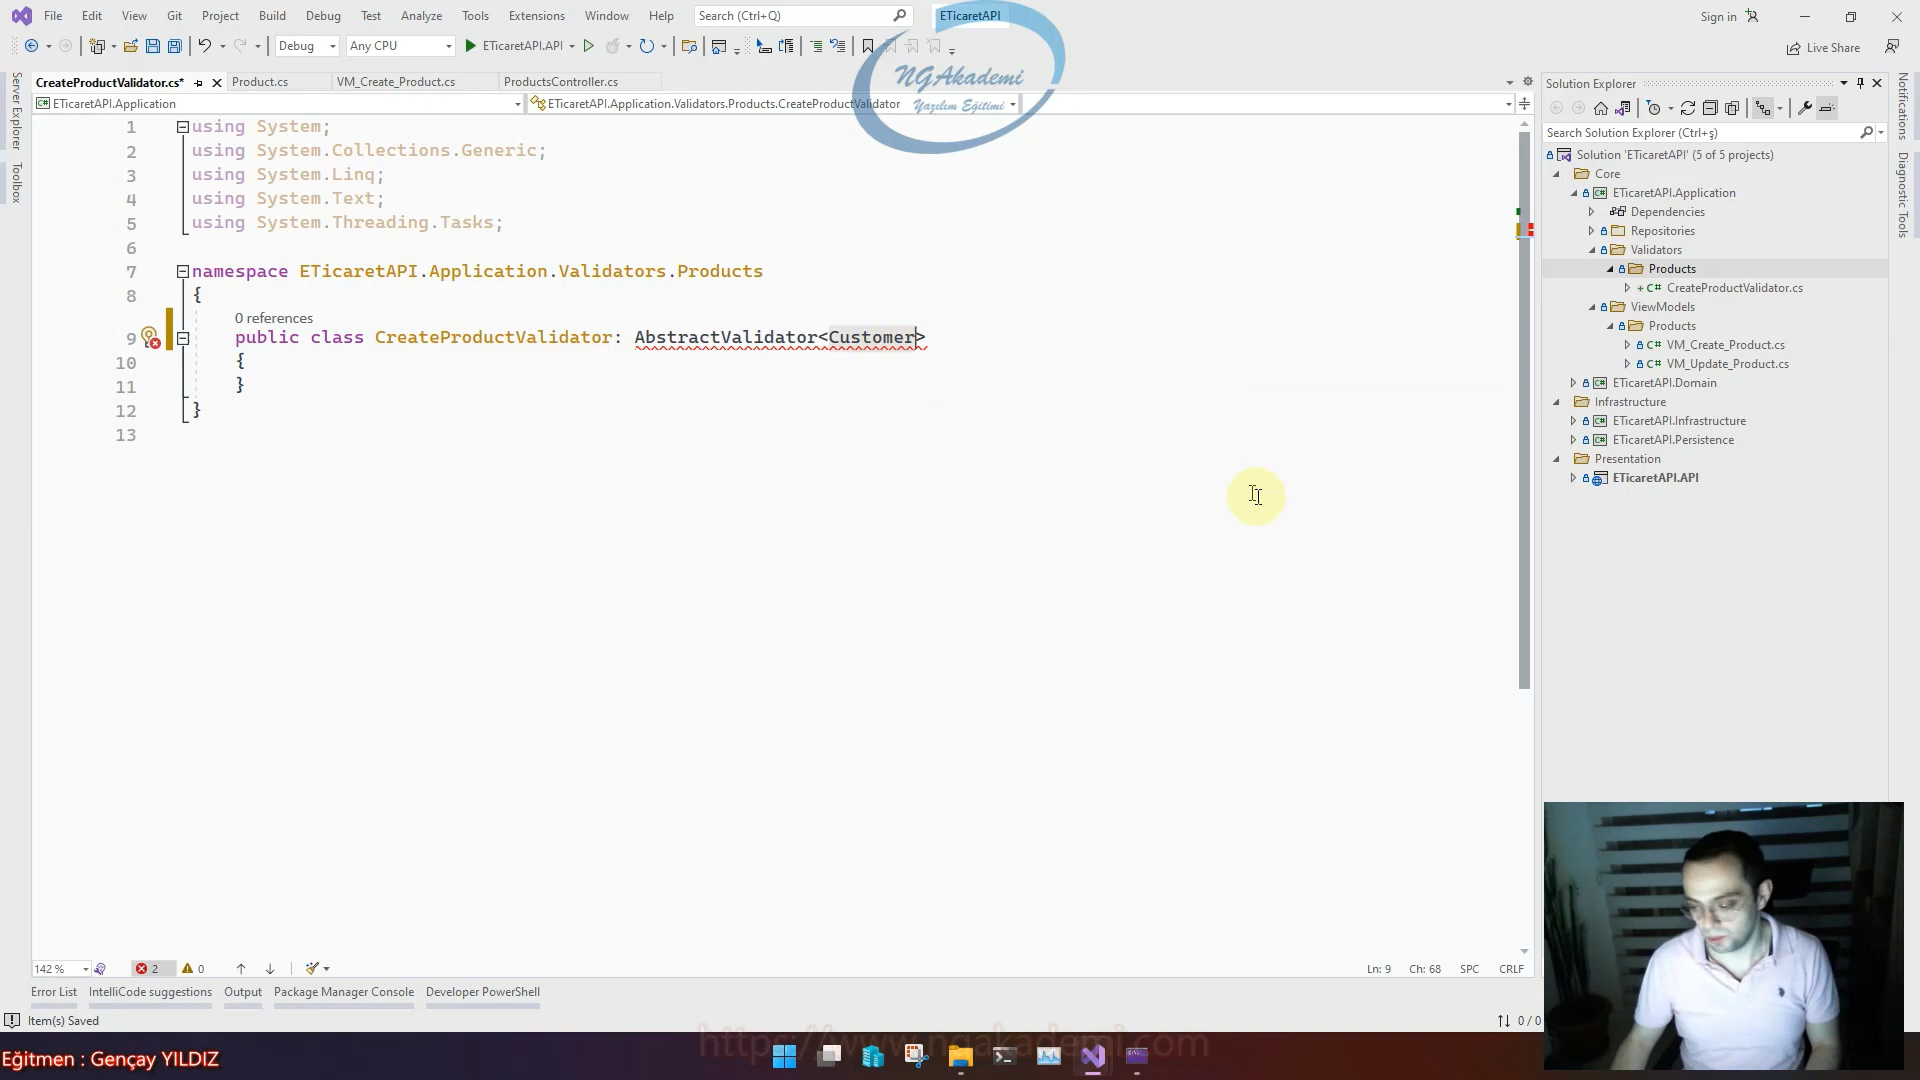 File Edit View Git Project Build Debug Test Analyze Tools Extensions Window Help Search (Ctrl+Q) ETicaretAPI Sign in
Debug Any CPU ETicaretAPI.API Live Share
NGAkademi
Yazılım Eğitimi
CreateProductValidator.cs* Product.cs VM_Create_Product.cs ProductsController.cs
ETicaretAPI.Application ETicaretAPI.Application.Validators.Products.CreateProductValidator
Server Explorer
Toolbox
1 using System;
2 using System.Collections.Generic;
3 using System.Linq;
4 using System.Text;
5 using System.Threading.Tasks;
6
7 namespace ETicaretAPI.Application.Validators.Products
8 {
0 references
9 public class CreateProductValidator: AbstractValidator<Customer>
10 {
11 }
12 }
13
Solution Explorer
Search Solution Explorer (Ctrl+ş)
Solution 'ETicaretAPI' (5 of 5 projects)
Core
ETicaretAPI.Application
Dependencies
Repositories
Validators
Products
+ C# CreateProductValidator.cs
ViewModels
Products
C# VM_Create_Product.cs
C# VM_Update_Product.cs
ETicaretAPI.Domain
Infrastructure
ETicaretAPI.Infrastructure
ETicaretAPI.Persistence
Presentation
ETicaretAPI.API
Notifications
Diagnostic Tools
142 % 2 0 Ln: 9 Ch: 68 SPC CRLF
Error List IntelliCode suggestions Output Package Manager Console Developer PowerShell
Item(s) Saved 0 / 0
Eğitmen : Gençay YILDIZ